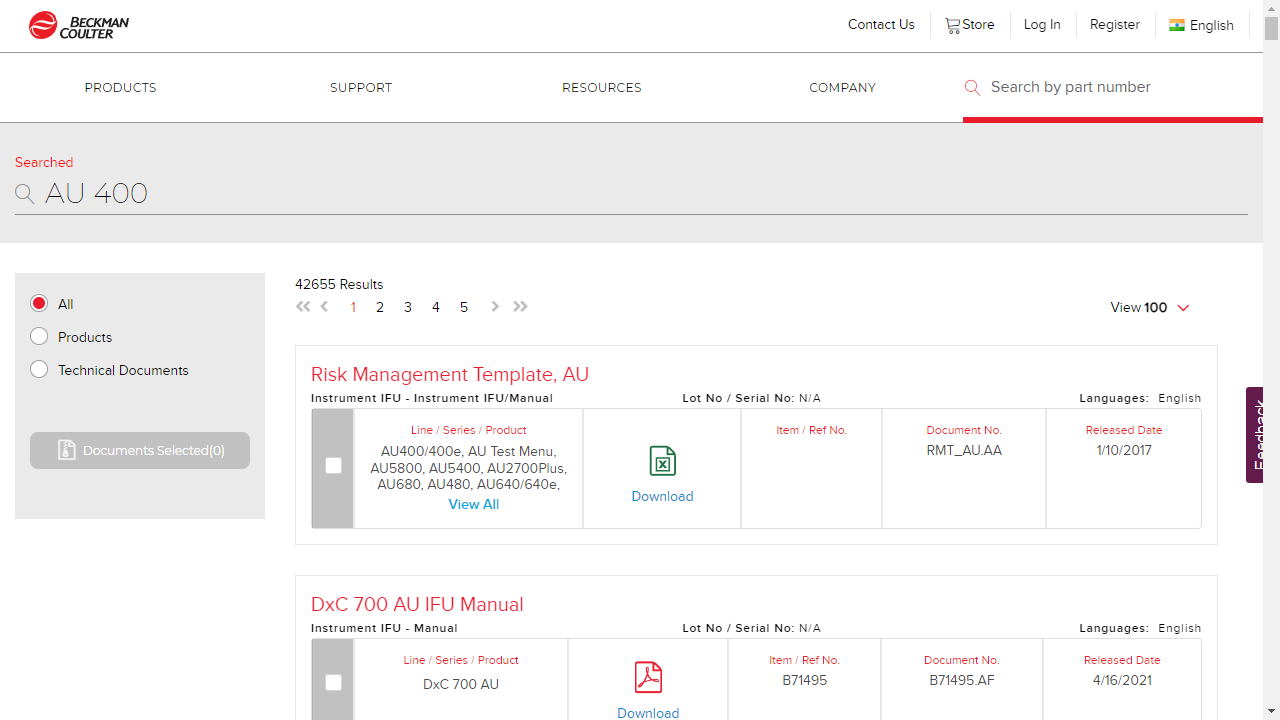 BECKMAN
COULTER
Contact Us
Store
Log In
Register
English
PRODUCTS
SUPPORT
RESOURCES
COMPANY
Search by part number
Searched
AU 400
All
Products
Technical Documents
Documents Selected(0)
42655 Results
1 2 3 4 5
View 100
Risk Management Template, AU
Instrument IFU - Instrument IFU/Manual
Lot No / Serial No: N/A
Languages: English
Line / Series / Product
AU400/400e, AU Test Menu,
AU5800, AU5400, AU2700Plus,
AU680, AU480, AU640/640e,
View All
Download
Item / Ref No.
Document No.
RMT_AU.AA
Released Date
1/10/2017
Feedback
DxC 700 AU IFU Manual
Instrument IFU - Manual
Lot No / Serial No: N/A
Languages: English
Line / Series / Product
DxC 700 AU
Download
Item / Ref No.
B71495
Document No.
B71495.AF
Released Date
4/16/2021